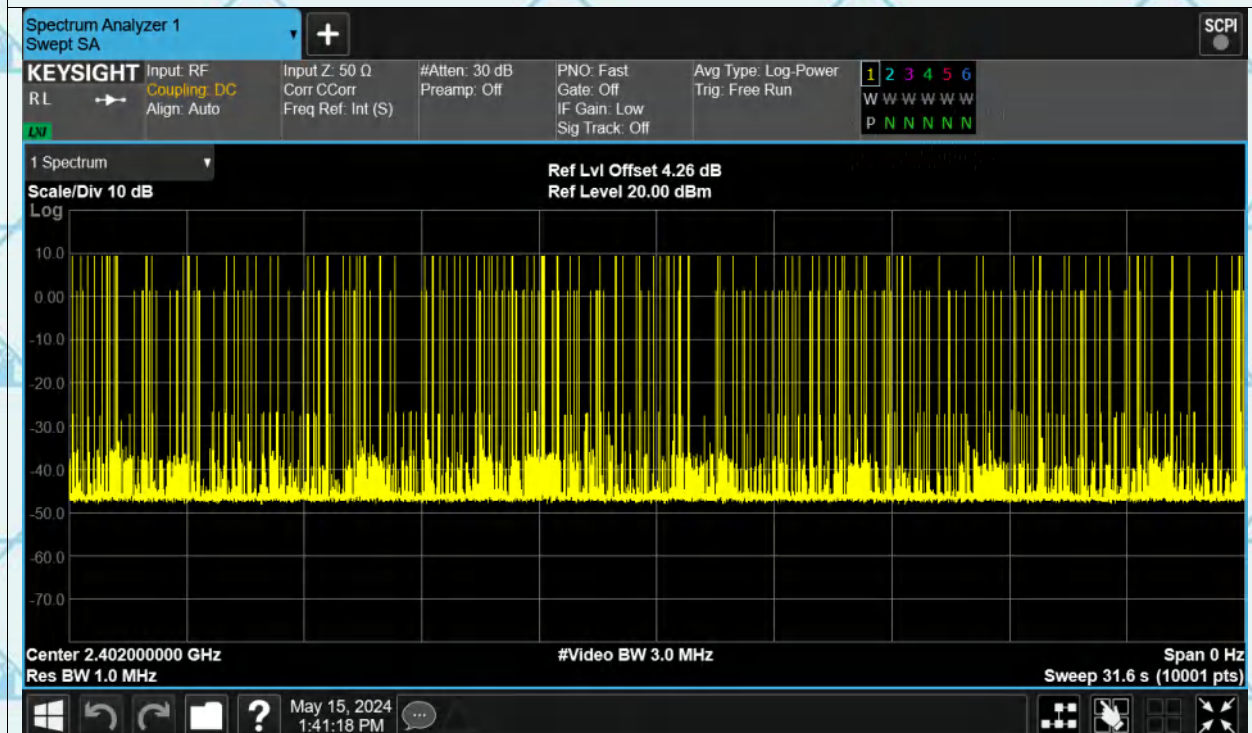 Spectrum Analyzer 1
Swept SA
+
SCPI
KEYSIGHT
RL
LXI
Input: RF
Coupling: DC
Align: Auto
Input Z: 50 Ω
Corr CCorr
Freq Ref: Int (S)
#Atten: 30 dB
Preamp: Off
PNO: Fast
Gate: Off
IF Gain: Low
Sig Track: Off
Avg Type: Log-Power
Trig: Free Run
1 2 3 4 5 6
W W W W W W
P N N N N N
1 Spectrum
Scale/Div 10 dB
Ref Lvl Offset 4.26 dB
Ref Level 20.00 dBm
Log
10.0
0.00
-10.0
-20.0
-30.0
-40.0
-50.0
-60.0
-70.0
Center 2.402000000 GHz
#Video BW 3.0 MHz
Span 0 Hz
Res BW 1.0 MHz
Sweep 31.6 s (10001 pts)
?
May 15, 2024
1:41:18 PM